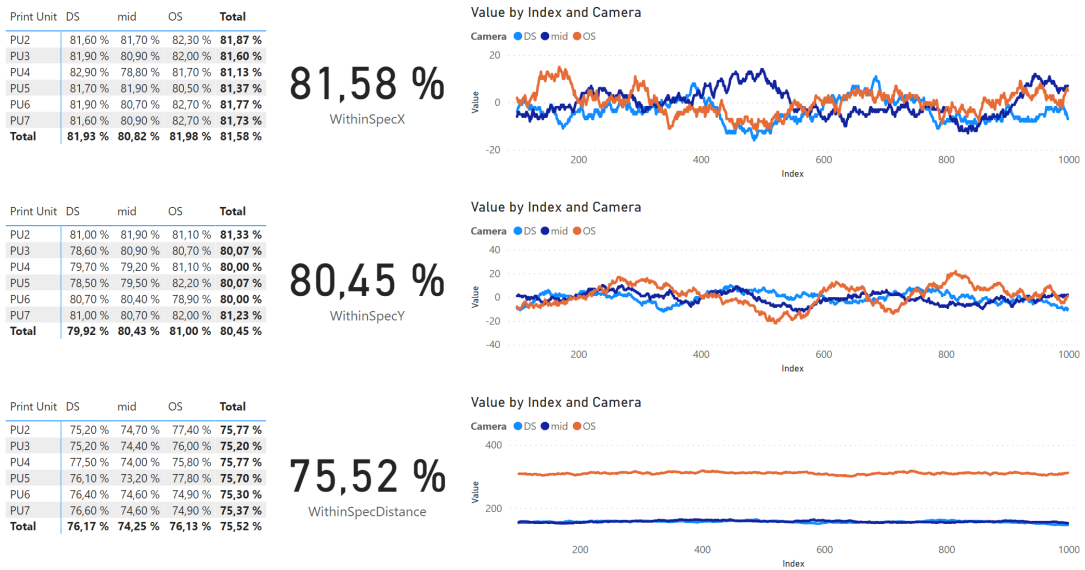 Print Unit DS mid OS Total
PU2 81,60 % 81,70 % 82,30 % 81,87 %
PU3 81,90 % 80,90 % 82,00 % 81,60 %
PU4 82,90 % 78,80 % 81,70 % 81,13 %
PU5 81,70 % 81,90 % 80,50 % 81,37 %
PU6 81,90 % 80,70 % 82,70 % 81,77 %
PU7 81,60 % 80,90 % 82,70 % 81,73 %
Total 81,93 % 80,82 % 81,98 % 81,58 %
81,58 %
WithinSpecX
Value by Index and Camera
Camera DS mid OS
20
0
-20
Value
200 400 600 800 1000
Index
Print Unit DS mid OS Total
PU2 81,00 % 81,90 % 81,10 % 81,33 %
PU3 78,60 % 80,90 % 80,70 % 80,07 %
PU4 79,70 % 79,20 % 81,10 % 80,00 %
PU5 78,50 % 79,50 % 82,20 % 80,07 %
PU6 80,70 % 80,40 % 78,90 % 80,00 %
PU7 81,00 % 80,70 % 82,00 % 81,23 %
Total 79,92 % 80,43 % 81,00 % 80,45 %
80,45 %
WithinSpecY
Value by Index and Camera
Camera DS mid OS
40
20
0
-20
-40
Value
200 400 600 800 1000
Index
Print Unit DS mid OS Total
PU2 75,20 % 74,70 % 77,40 % 75,77 %
PU3 75,20 % 74,40 % 76,00 % 75,20 %
PU4 77,50 % 74,00 % 75,80 % 75,77 %
PU5 76,10 % 73,20 % 77,80 % 75,70 %
PU6 76,40 % 74,60 % 74,90 % 75,30 %
PU7 76,60 % 74,60 % 74,90 % 75,37 %
Total 76,17 % 74,25 % 76,13 % 75,52 %
75,52 %
WithinSpecDistance
Value by Index and Camera
Camera DS mid OS
400
200
Value
200 400 600 800 1000
Index